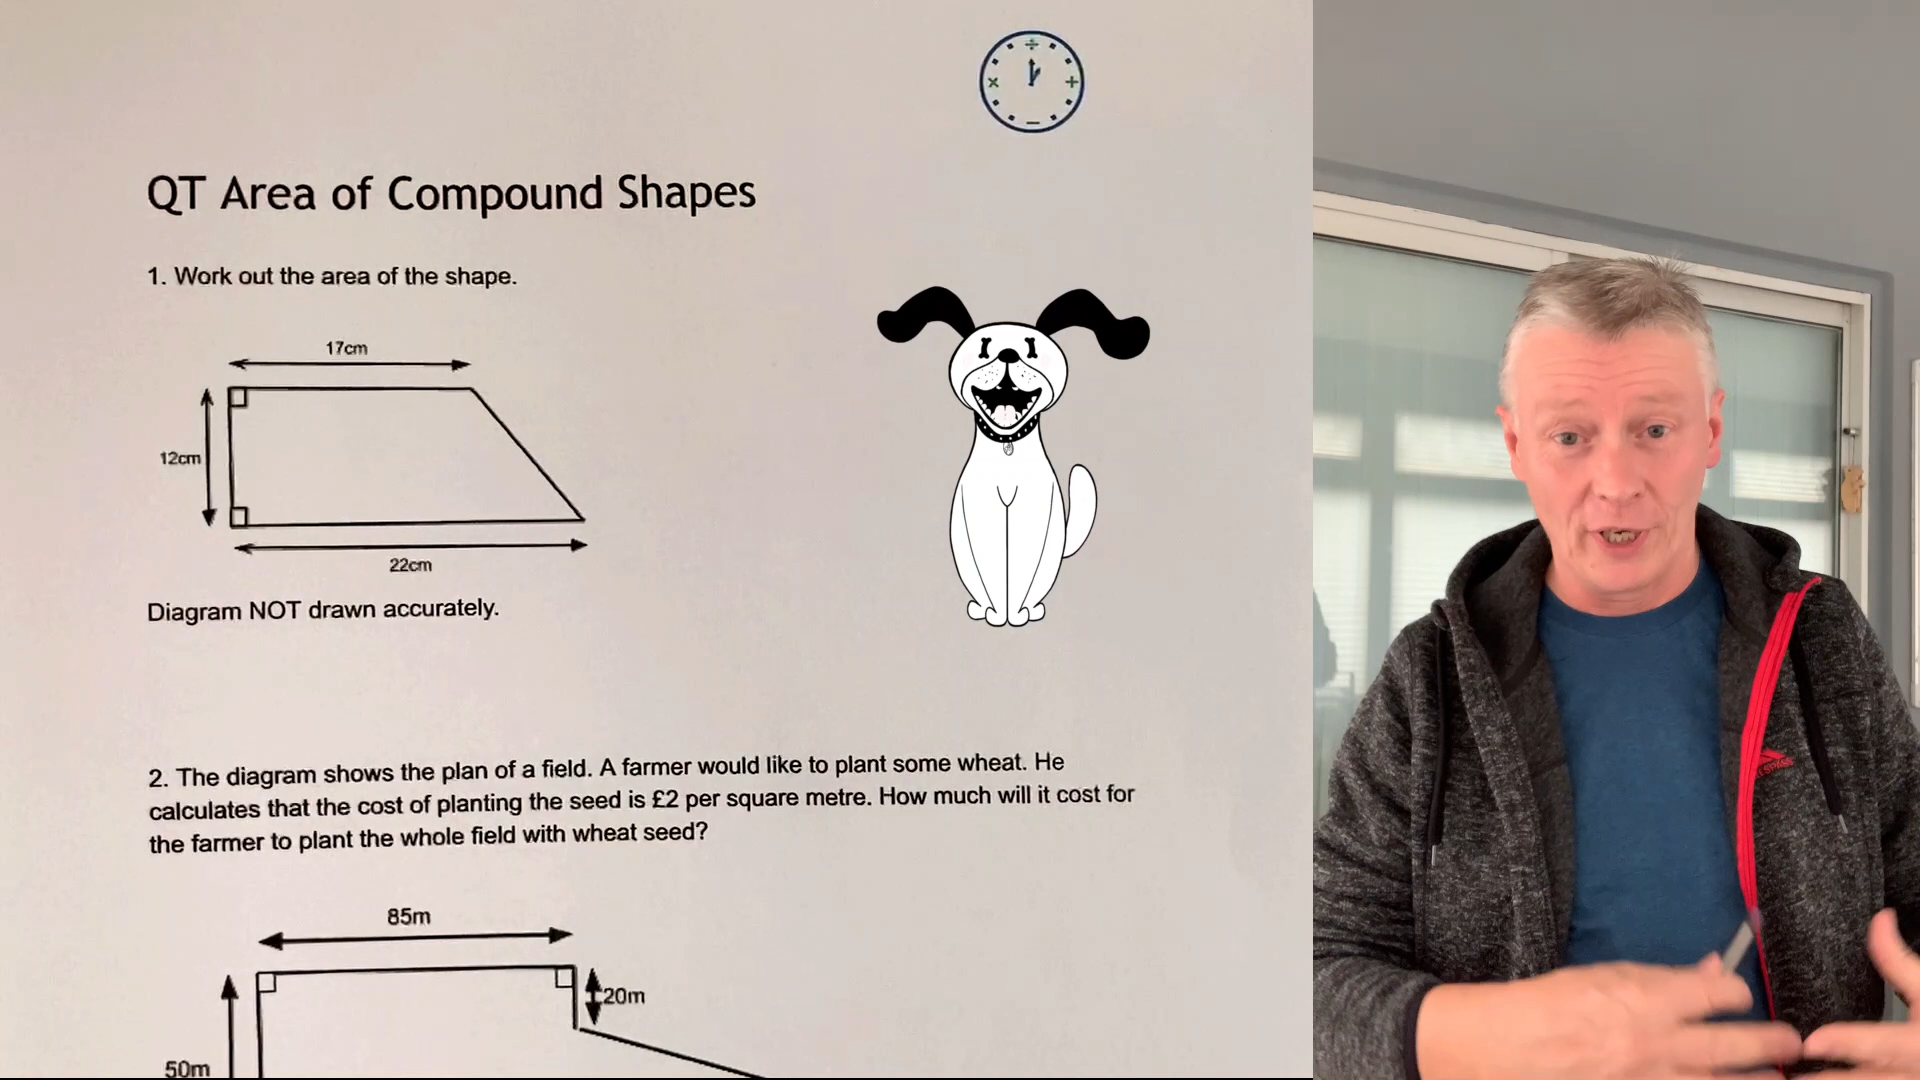 QT Area of Compound Shapes
1. Work out the area of the shape.
17cm
12cm
22cm
Diagram NOT drawn accurately.
2. The diagram shows the plan of a field. A farmer would like to plant some wheat. He
calculates that the cost of planting the seed is £2 per square metre. How much will it cost for
the farmer to plant the whole field with wheat seed?
85m
20m
50m